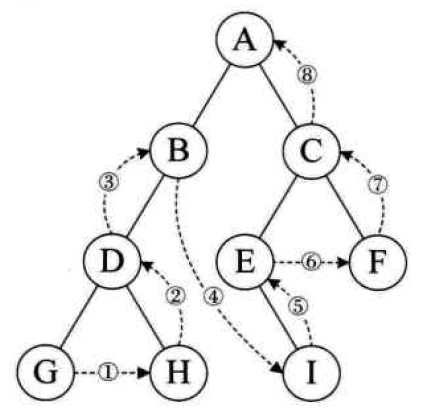 A
⑧
B
C
③
⑦
D
E
⑥
F
②
④
⑤
G
①
H
I